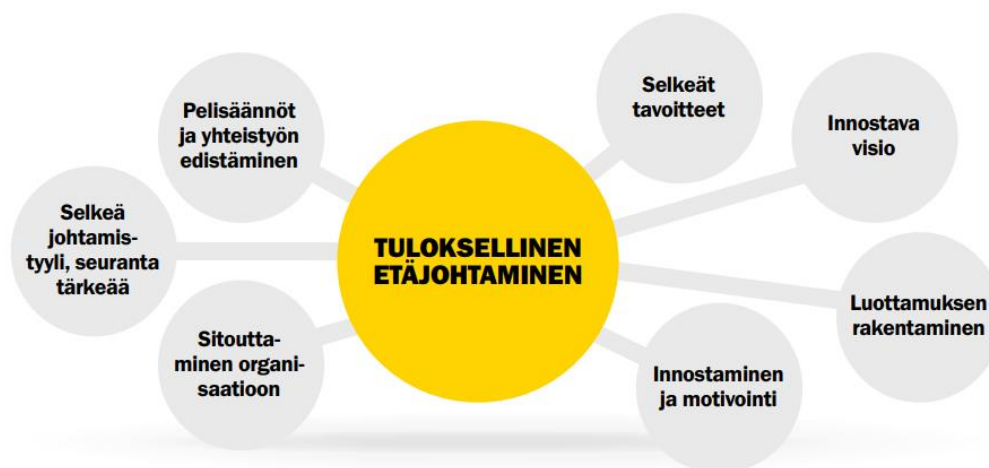 Pelisäännöt
ja yhteistyön
edistäminen
Selkeät
tavoitteet
Innostava
visio
Selkeä
johtamis-
tyyli, seuranta
tärkeää
TULOKSELLINEN
ETÄJOHTAMINEN
Luottamuksen
rakentaminen
Sitoutta-
minen organi-
saatioon
Innostaminen
ja motivointi